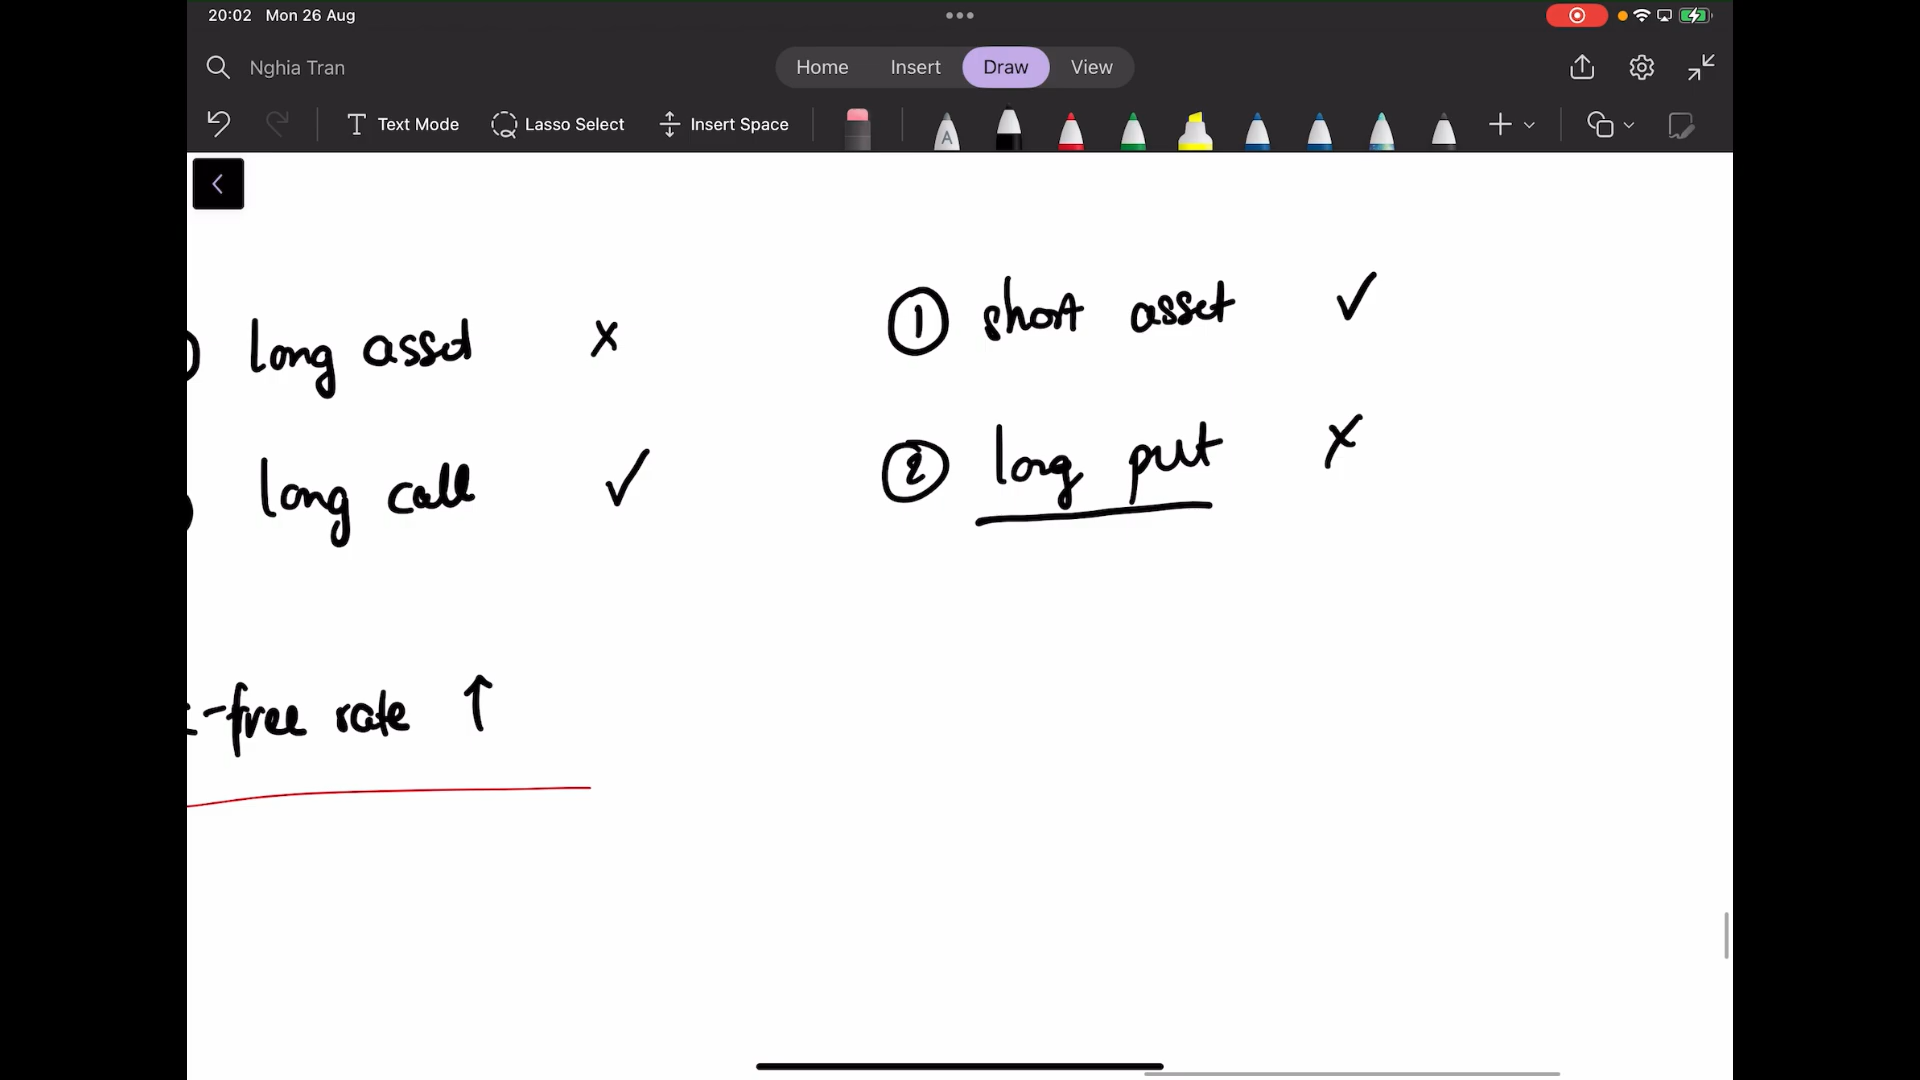 20:02 Mon 26 Aug
Nghia Tran
Home Insert Draw View
Text Mode Lasso Select Insert Space
A
long asset x
long call ✓
-free rate ↑
① short asset ✓
② long put x